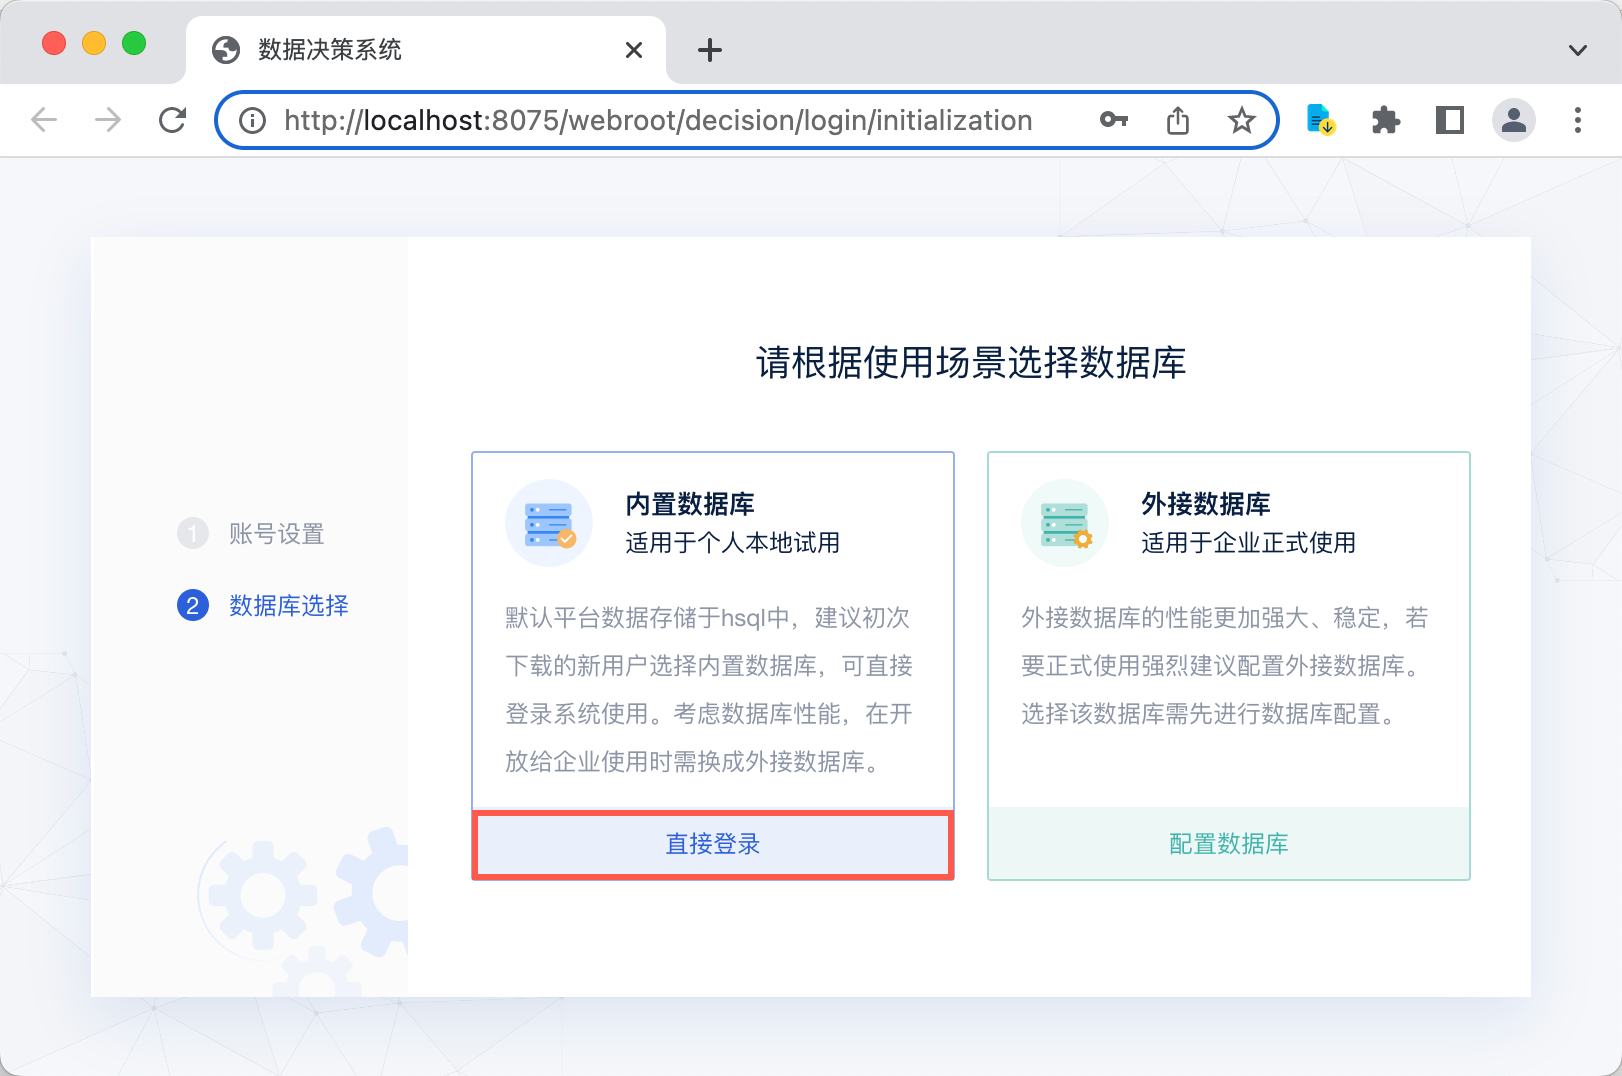 数据决策系统
http://localhost:8075/webroot/decision/login/initialization
请根据使用场景选择数据库
1 账号设置
2 数据库选择
内置数据库
适用于个人本地试用
默认平台数据存储于hsql中，建议初次
下载的新用户选择内置数据库，可直接
登录系统使用。考虑数据库性能，在开
放给企业使用时需换成外接数据库。
直接登录
外接数据库
适用于企业正式使用
外接数据库的性能更加强大、稳定，若
要正式使用强烈建议配置外接数据库。
选择该数据库需先进行数据库配置。
配置数据库